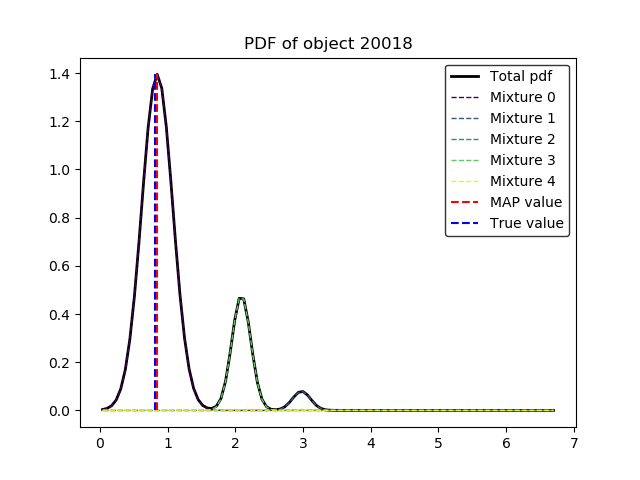 PDF of object 20018
Total pdf
Mixture 0
Mixture 1
Mixture 2
Mixture 3
Mixture 4
MAP value
True value
1.4
1.2
1.0
0.8
0.6
0.4
0.2
0.0
0 1 2 3 4 5 6 7